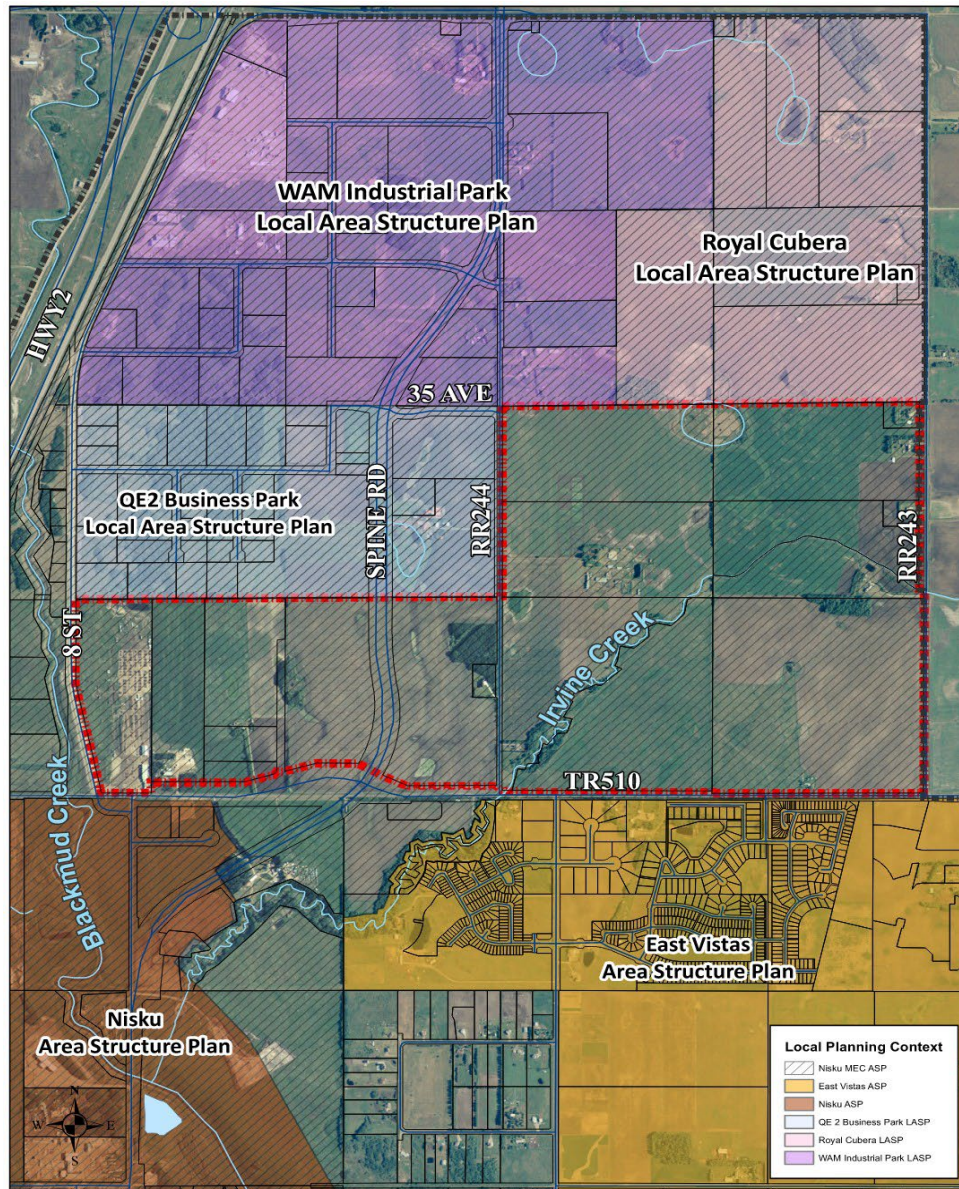 WAM Industrial Park
Local Area Structure Plan
Royal Cubera
Local Area Structure Plan
HWY2
35 AVE
QE2 Business Park
Local Area Structure Plan
SPINE RD
RR244
RR243
8 ST
Irvine Creek
TR510
Blackmud Creek
East Vistas
Area Structure Plan
Nisku
Area Structure Plan
N
W
E
S
Local Planning Context
Nisku MEC ASP
East Vistas ASP
Nisku ASP
QE 2 Business Park LASP
Royal Cubera LASP
WAM Industrial Park LASP